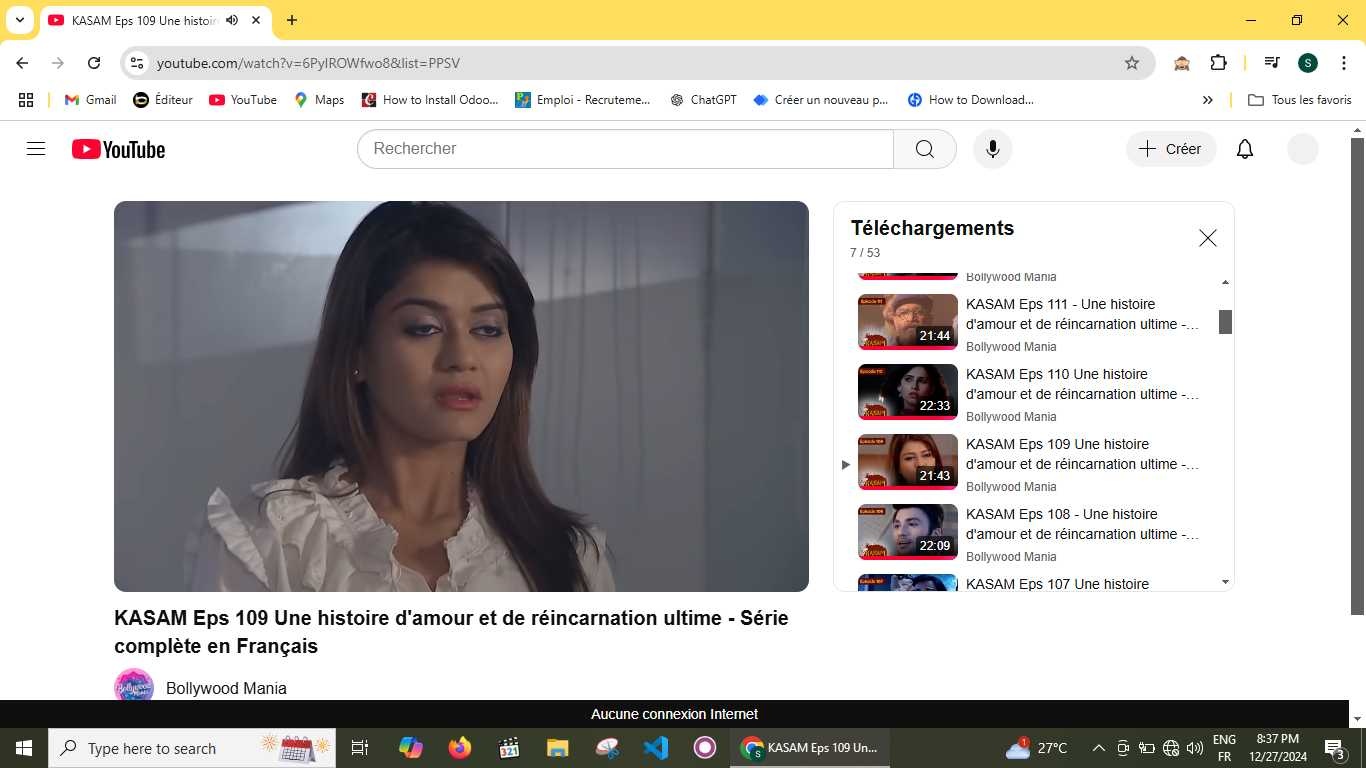 KASAM Eps 109 Une histoir
youtube.com/watch?v=6PylROWfwo8&list=PPSV
S
Gmail
Éditeur
YouTube
Maps
How to Install Odoo...
Emploi - Recruteme...
ChatGPT
Créer un nouveau p...
How to Download...
Tous les favoris
YouTube
Rechercher
Créer
Téléchargements
7 / 53
Bollywood Mania
KASAM Eps 111 - Une histoire
d'amour et de réincarnation ultime -...
21:44
Bollywood Mania
KASAM Eps 110 Une histoire
d'amour et de réincarnation ultime -...
22:33
Bollywood Mania
KASAM Eps 109 Une histoire
d'amour et de réincarnation ultime -...
21:43
Bollywood Mania
KASAM Eps 108 - Une histoire
d'amour et de réincarnation ultime -...
22:09
Bollywood Mania
KASAM Eps 107 Une histoire
KASAM Eps 109 Une histoire d'amour et de réincarnation ultime - Série
complète en Français
Bollywood Mania
Aucune connexion Internet
Type here to search
KASAM Eps 109 Un...
27°C
ENG
FR
8:37 PM
12/27/2024
3